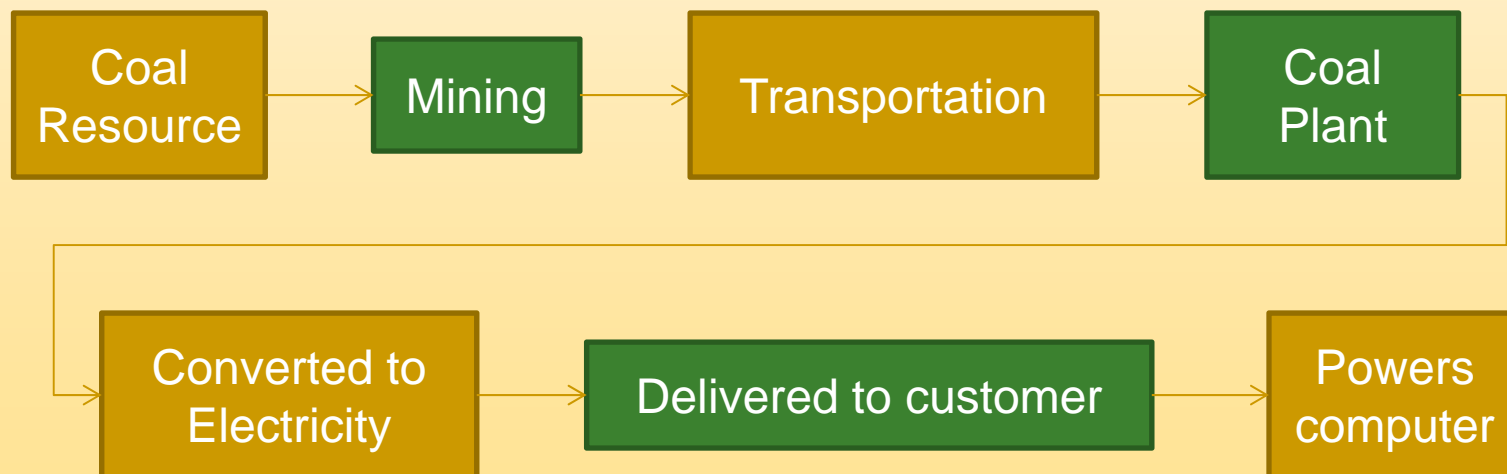 Coal
Resource
Mining
Transportation
Coal
Plant
Converted to
Electricity
Delivered to customer
Powers
computer